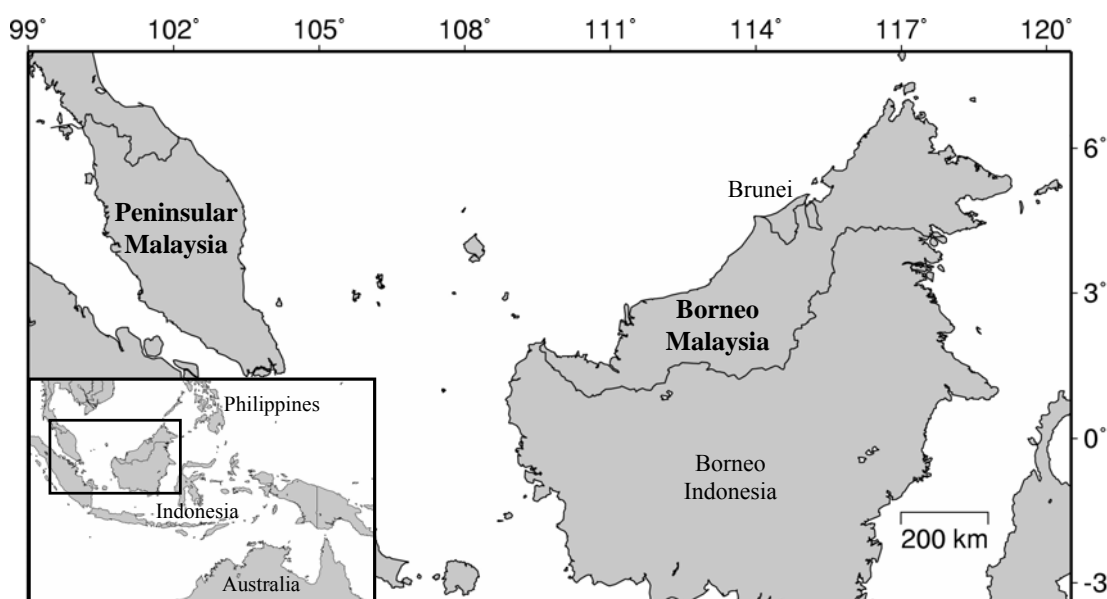 99˚ 102˚ 105˚ 108˚ 111˚ 114˚ 117˚ 120˚
6˚
Brunei
Peninsular
Malaysia
3˚
Borneo
Malaysia
Philippines
0˚
Borneo
Indonesia
Indonesia
200 km
Australia
-3